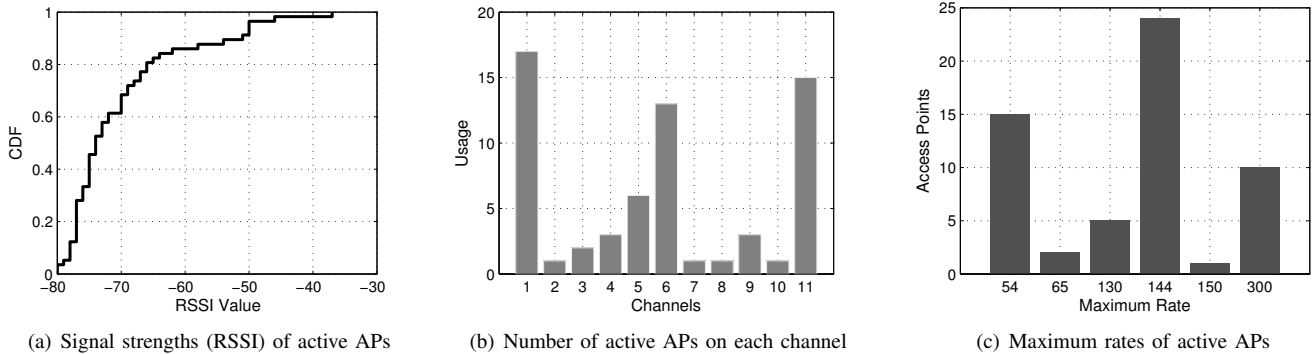 1
0.8
0.6
0.4
0.2
0
CDF
−80 −70 −60 −50 −40 −30
RSSI Value
(a) Signal strengths (RSSI) of active APs
20
15
10
5
0
Usage
1 2 3 4 5 6 7 8 9 10 11
Channels
(b) Number of active APs on each channel
25
20
15
10
5
0
Access Points
54 65 130 144 150 300
Maximum Rate
(c) Maximum rates of active APs